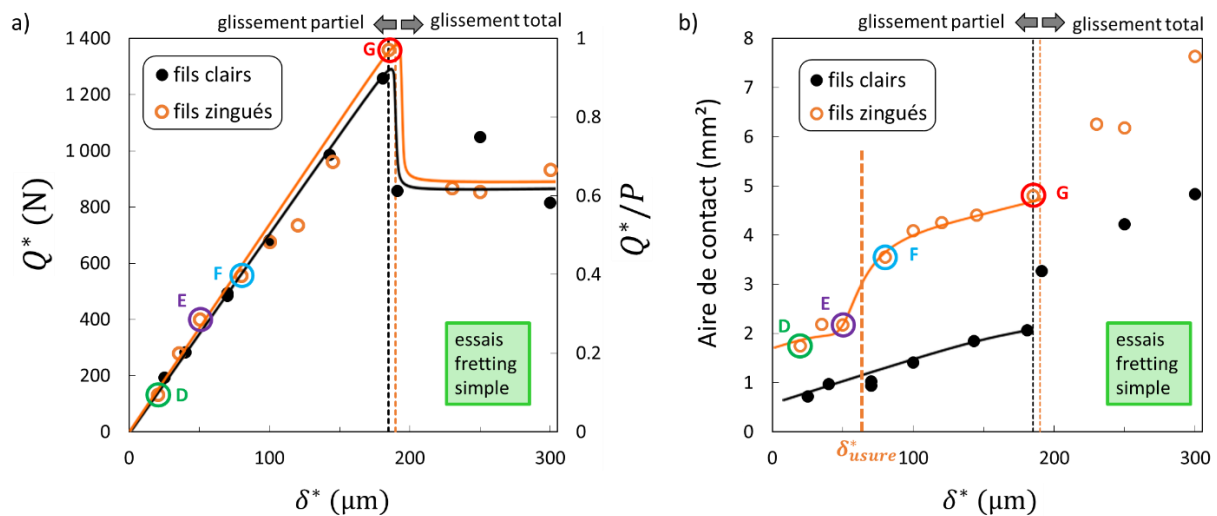 glissement partiel glissement total
a)
1 400
1 200
1 000
800
600
400
200
0
Q* (N)
fils clairs
fils zingués
G
F
E
D
1
0.8
0.6
0.4
0.2
0
Q*/P
essais
fretting
simple
0 100 200 300
δ* (µm)
glissement partiel glissement total
b)
8
7
6
5
4
3
2
1
0
Aire de contact (mm²)
fils clairs
fils zingués
G
F
E
D
essais
fretting
simple
0 100 200 300
δ*usure
δ* (µm)